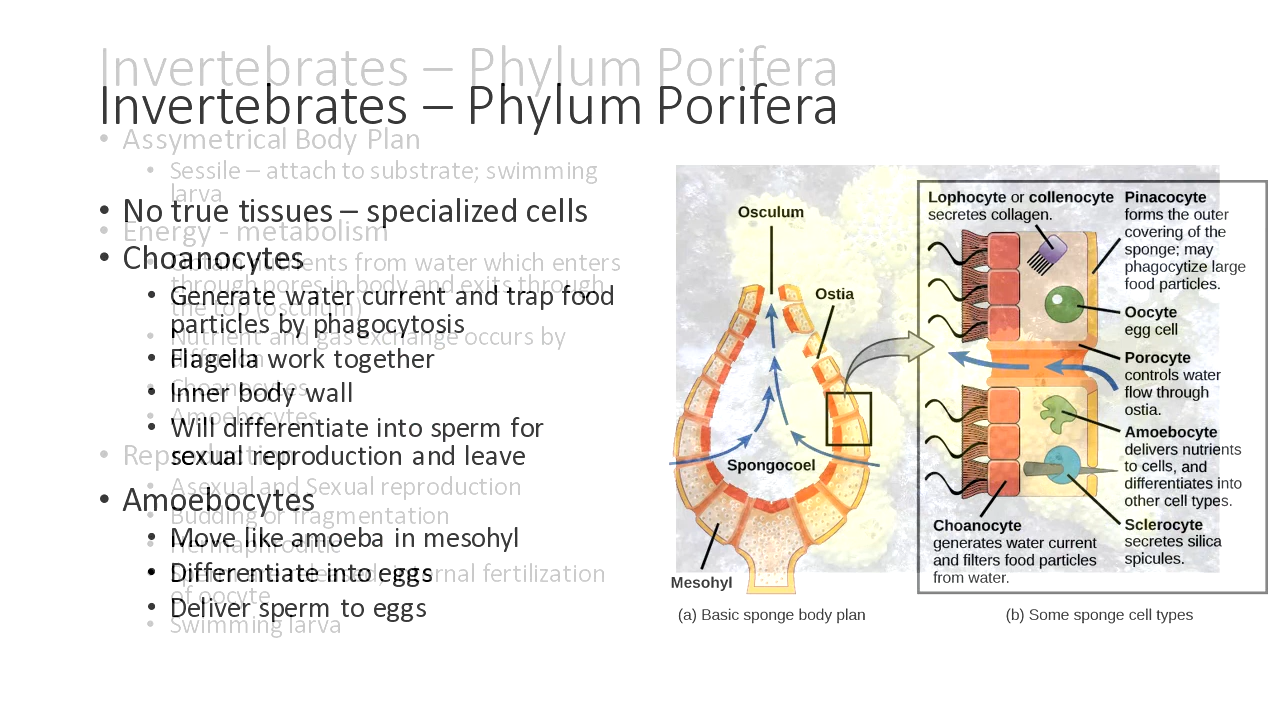 Invertebrates – Phylum Porifera
Invertebrates – Phylum Porifera
• Assymetrical Body Plan
• Sessile – attach to substrate; swimming
larva
• No true tissues – specialized cells
• Energy - metabolism
• Choanocytes
• nutrients from water which enters
through pores in body and exits through
the top (osculum)
• Generate water current and trap food
particles by phagocytosis
• Nutrient and gas exchange occurs by
• Flagella work together
• Choanocytes
• Inner body wall
• Amoebocytes
• Will differentiate into sperm for
sexual reproduction and leave
• Reproduction
• Asexual and Sexual reproduction
• Amoebocytes
• Budding or fragmentation
• Move like amoeba in mesohyl
• Hermaphroditic
• Differentiate into eggs
fertilization
of oocyte
• Deliver sperm to eggs
• Swimming larva
Osculum
Ostia
Spongocoel
Mesohyl
(a) Basic sponge body plan
Lophocyte or collenocyte
secretes collagen.
Pinacocyte
forms the outer
covering of the
sponge; may
phagocytize large
food particles.
Oocyte
egg cell
Porocyte
controls water
flow through
ostia.
Amoebocyte
delivers nutrients
to cells, and
differentiates into
other cell types.
Choanocyte
generates water current
and filters food particles
from water.
Sclerocyte
secretes silica
spicules.
(b) Some sponge cell types